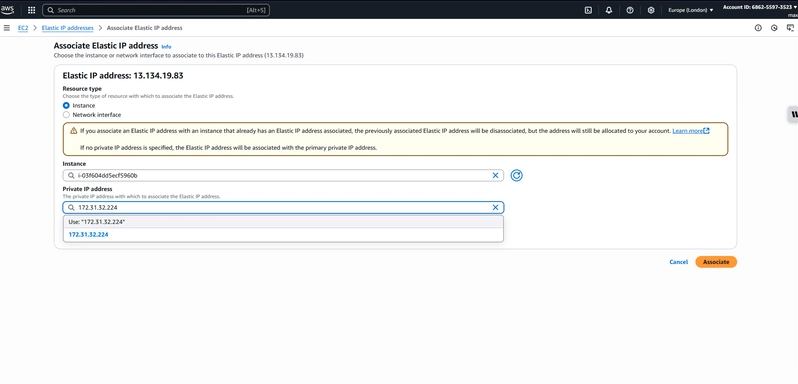 aws
Search
[Alt+S]
Europe (London)
Account ID: 6862-5597-3523
max
EC2 > Elastic IP addresses > Associate Elastic IP address
Associate Elastic IP address Info
Choose the instance or network interface to associate to this Elastic IP address (13.134.19.83)
Elastic IP address: 13.134.19.83
Resource type
Choose the type of resource with which to associate the Elastic IP address.
Instance
Network interface
If you associate an Elastic IP address with an instance that already has an Elastic IP address associated, the previously associated Elastic IP address will be disassociated, but the address will still be allocated to your account. Learn more
If no private IP address is specified, the Elastic IP address will be associated with the primary private IP address.
Instance
i-03f604dd5ecf5960b
Private IP address
The private IP address with which to associate the Elastic IP address.
172.31.32.224
Use: "172.31.32.224"
172.31.32.224
Cancel
Associate